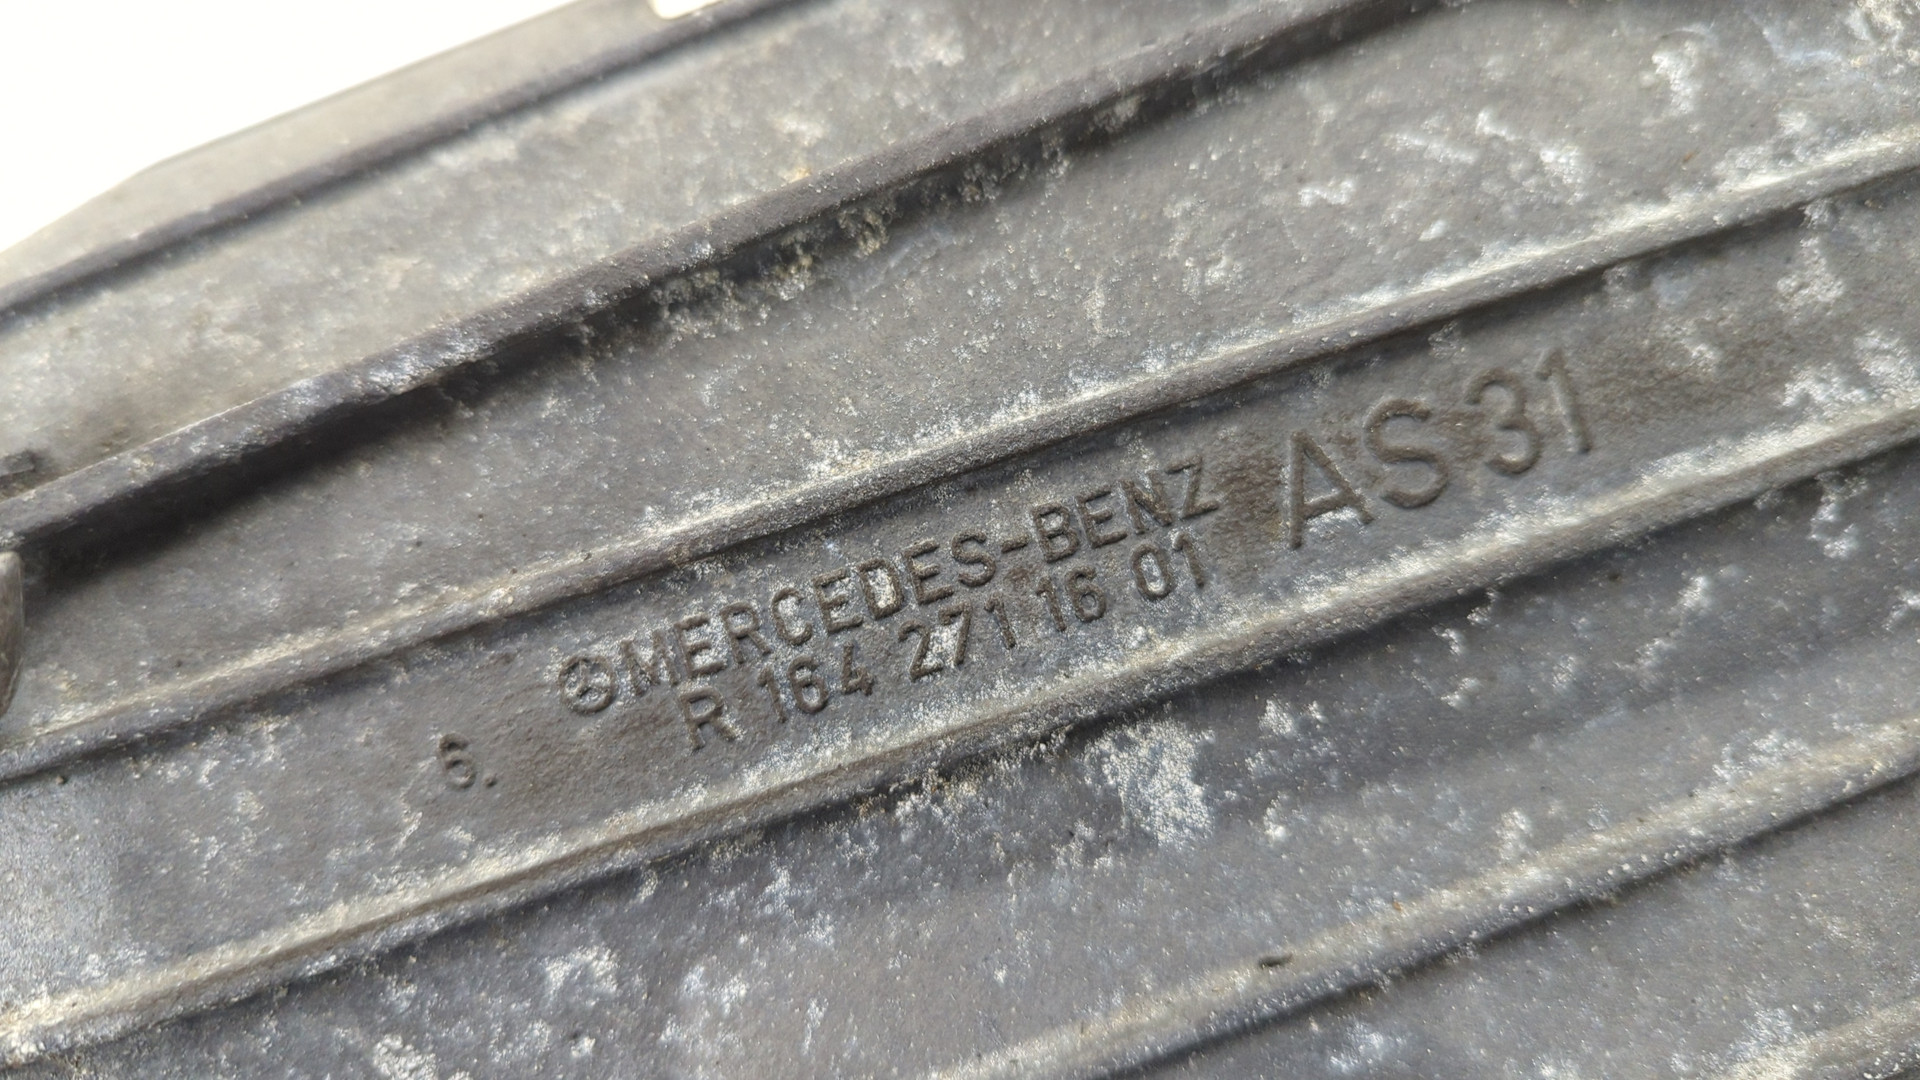 MERCEDES-BENZ AS 31
R 164 271 16 01
6.